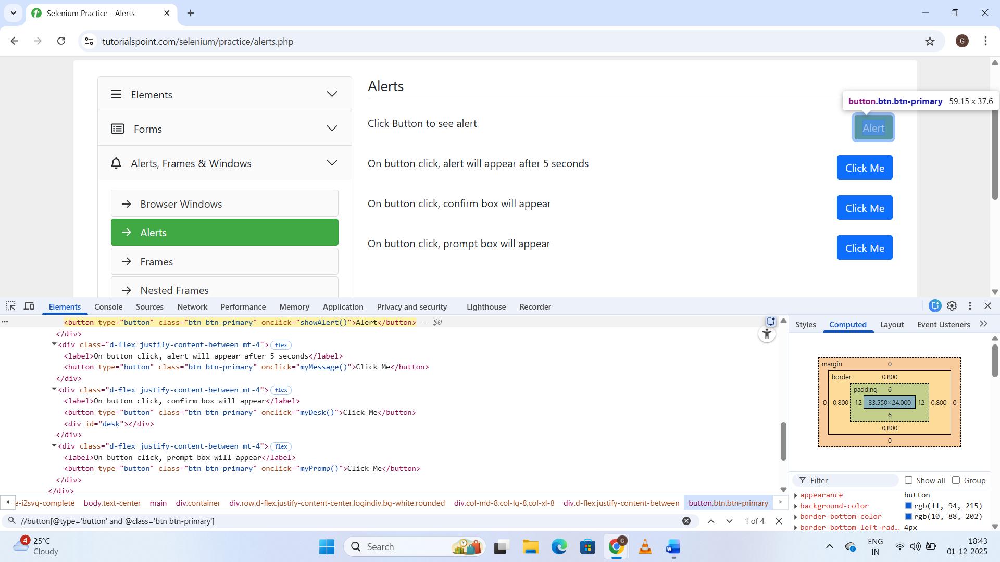 Selenium Practice - Alerts
tutorialspoint.com/selenium/practice/alerts.php
G
Elements
Forms
Alerts, Frames & Windows
Browser Windows
Alerts
Frames
Nested Frames
Alerts
button.btn.btn-primary 59.15 × 37.6
Click Button to see alert
Alert
On button click, alert will appear after 5 seconds
Click Me
On button click, confirm box will appear
Click Me
On button click, prompt box will appear
Click Me
Elements Console Sources Network Performance Memory Application Privacy and security Lighthouse Recorder
<button type="button" class="btn btn-primary" onclick="showAlert()">Alert</button> == $0
</div>
<div class="d-flex justify-content-between mt-4"> flex
<label>On button click, alert will appear after 5 seconds</label>
<button type="button" class="btn btn-primary" onclick="myMessage()">Click Me</button>
</div>
<div class="d-flex justify-content-between mt-4"> flex
<label>On button click, confirm box will appear</label>
<button type="button" class="btn btn-primary" onclick="myDesk()">Click Me</button>
<div id="desk"></div>
</div>
<div class="d-flex justify-content-between mt-4"> flex
<label>On button click, prompt box will appear</label>
<button type="button" class="btn btn-primary" onclick="myPromp()">Click Me</button>
</div>
</div>
e-i2svg-complete body.text-center main div.container div.row.d-flex.justify-content-center.logindiv.bg-white.rounded div.col-md-8.col-lg-8.col-xl-8 div.d-flex.justify-content-between button.btn.btn-primary
//button[@type='button' and @class='btn btn-primary'] 1 of 4
Styles Computed Layout Event Listeners
margin 0
border 0.800
padding 6
0 0.800 12 33.550×24.000 12 0.800 0
6
0.800
0
Filter Show all Group
appearance button
background-color rgb(11, 94, 215)
border-bottom-color rgb(10, 88, 202)
border-bottom-left-rad… 4px
4
25°C
Cloudy
Search
G
ENG
IN
18:43
01-12-2025